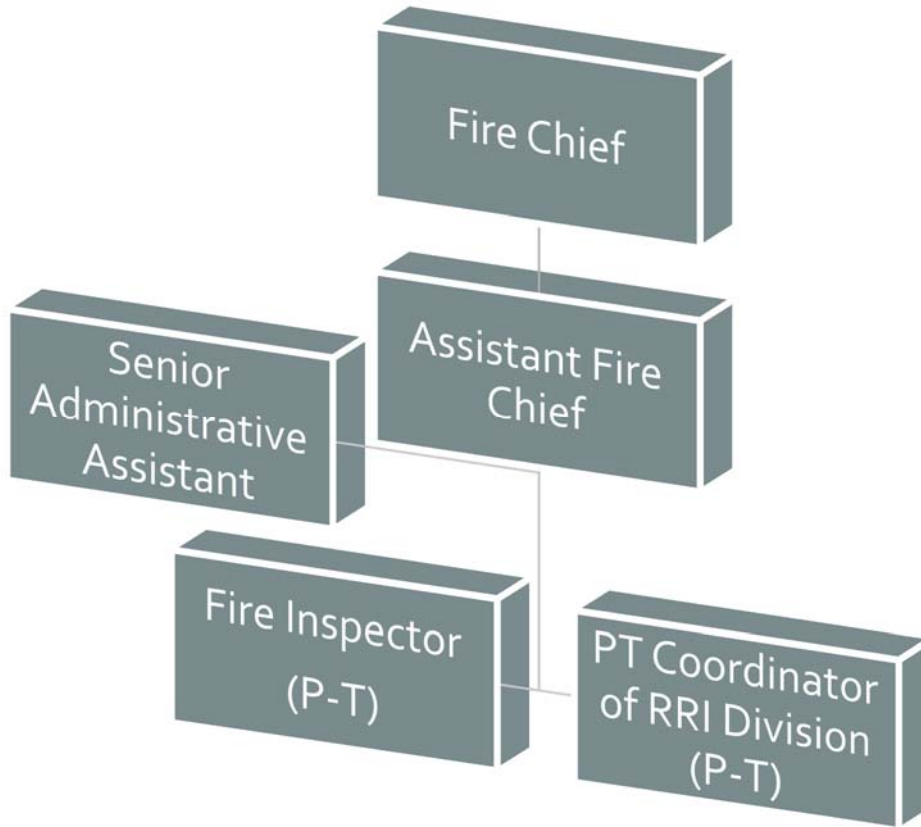 Fire Chief
Assistant Fire
Chief
Senior
Administrative
Assistant
Fire Inspector
(P-T)
PT Coordinator
of RRI Division
(P-T)